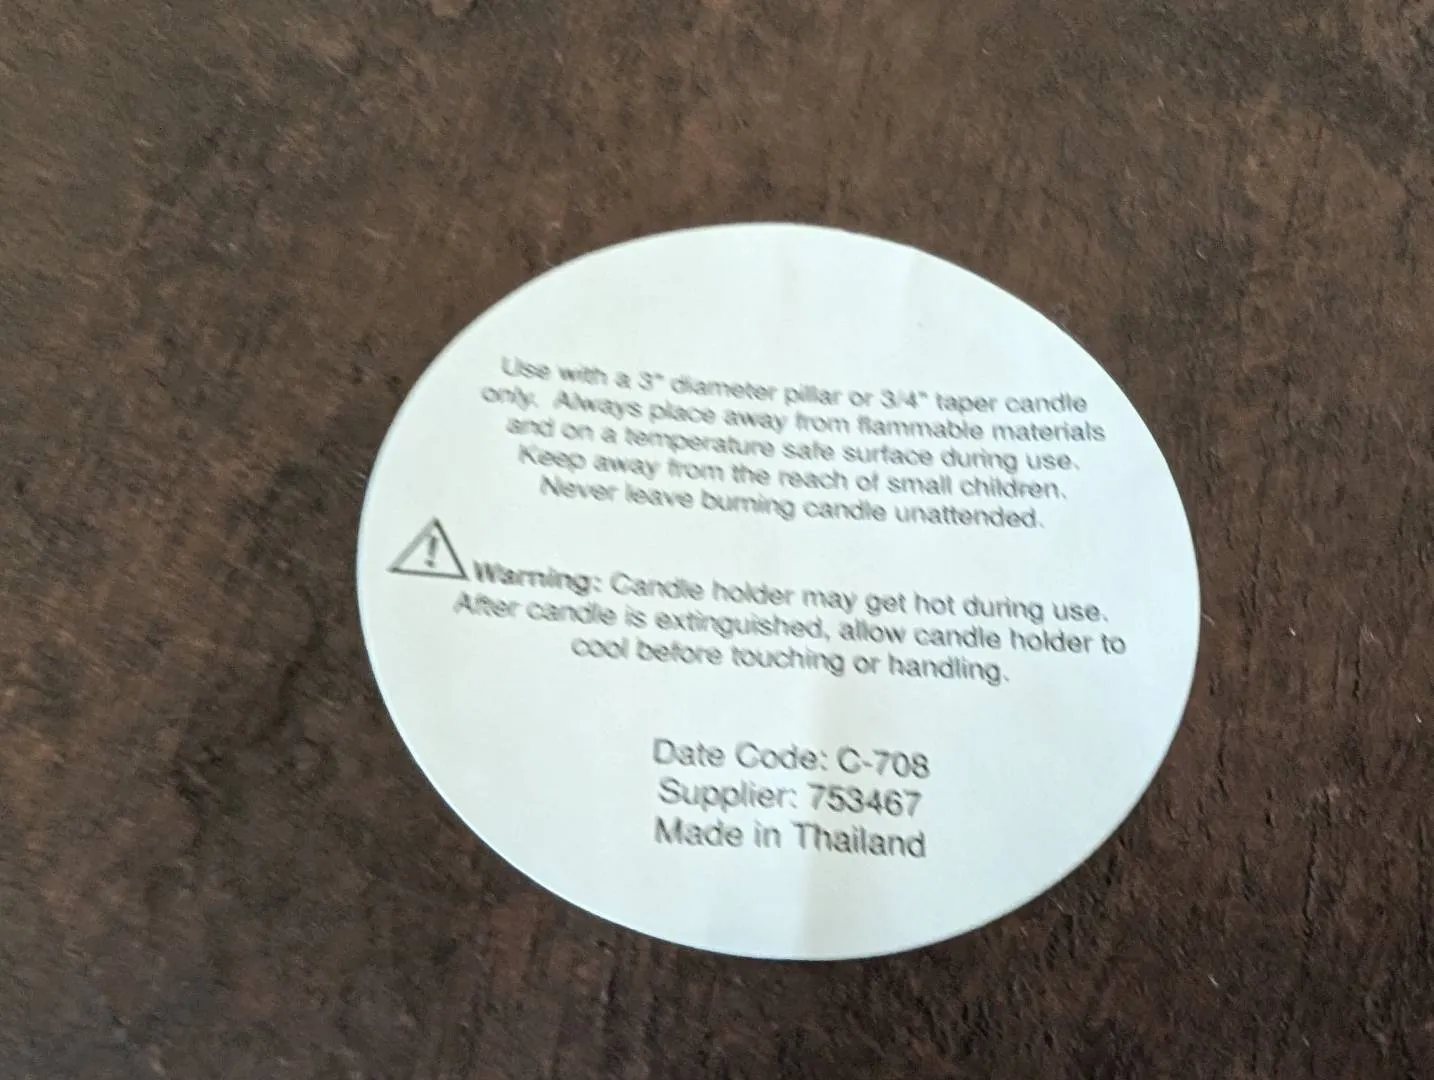 Use with a 3" diameter pillar or 3/4" taper candle
only. Always place away from flammable materials
and on a temperature safe surface during use.
Keep away from the reach of small children.
Never leave burning candle unattended.
Warning: Candle holder may get hot during use.
After candle is extinguished, allow candle holder to
cool before touching or handling.
Date Code: C-708
Supplier: 753467
Made in Thailand